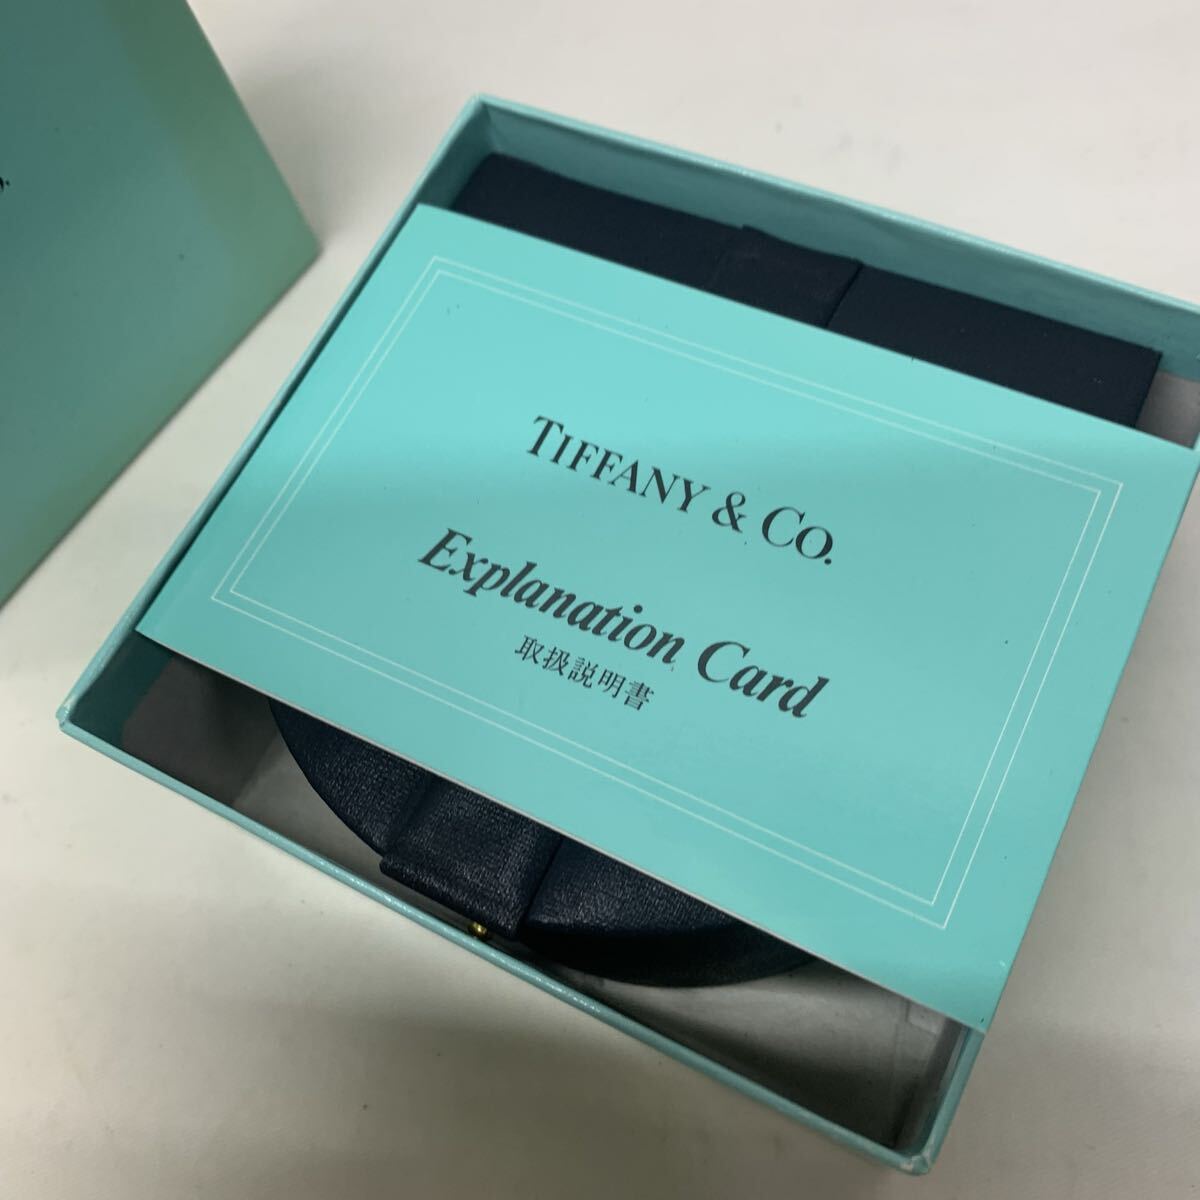 TIFFANY & CO.
Explanation Card
取扱説明書